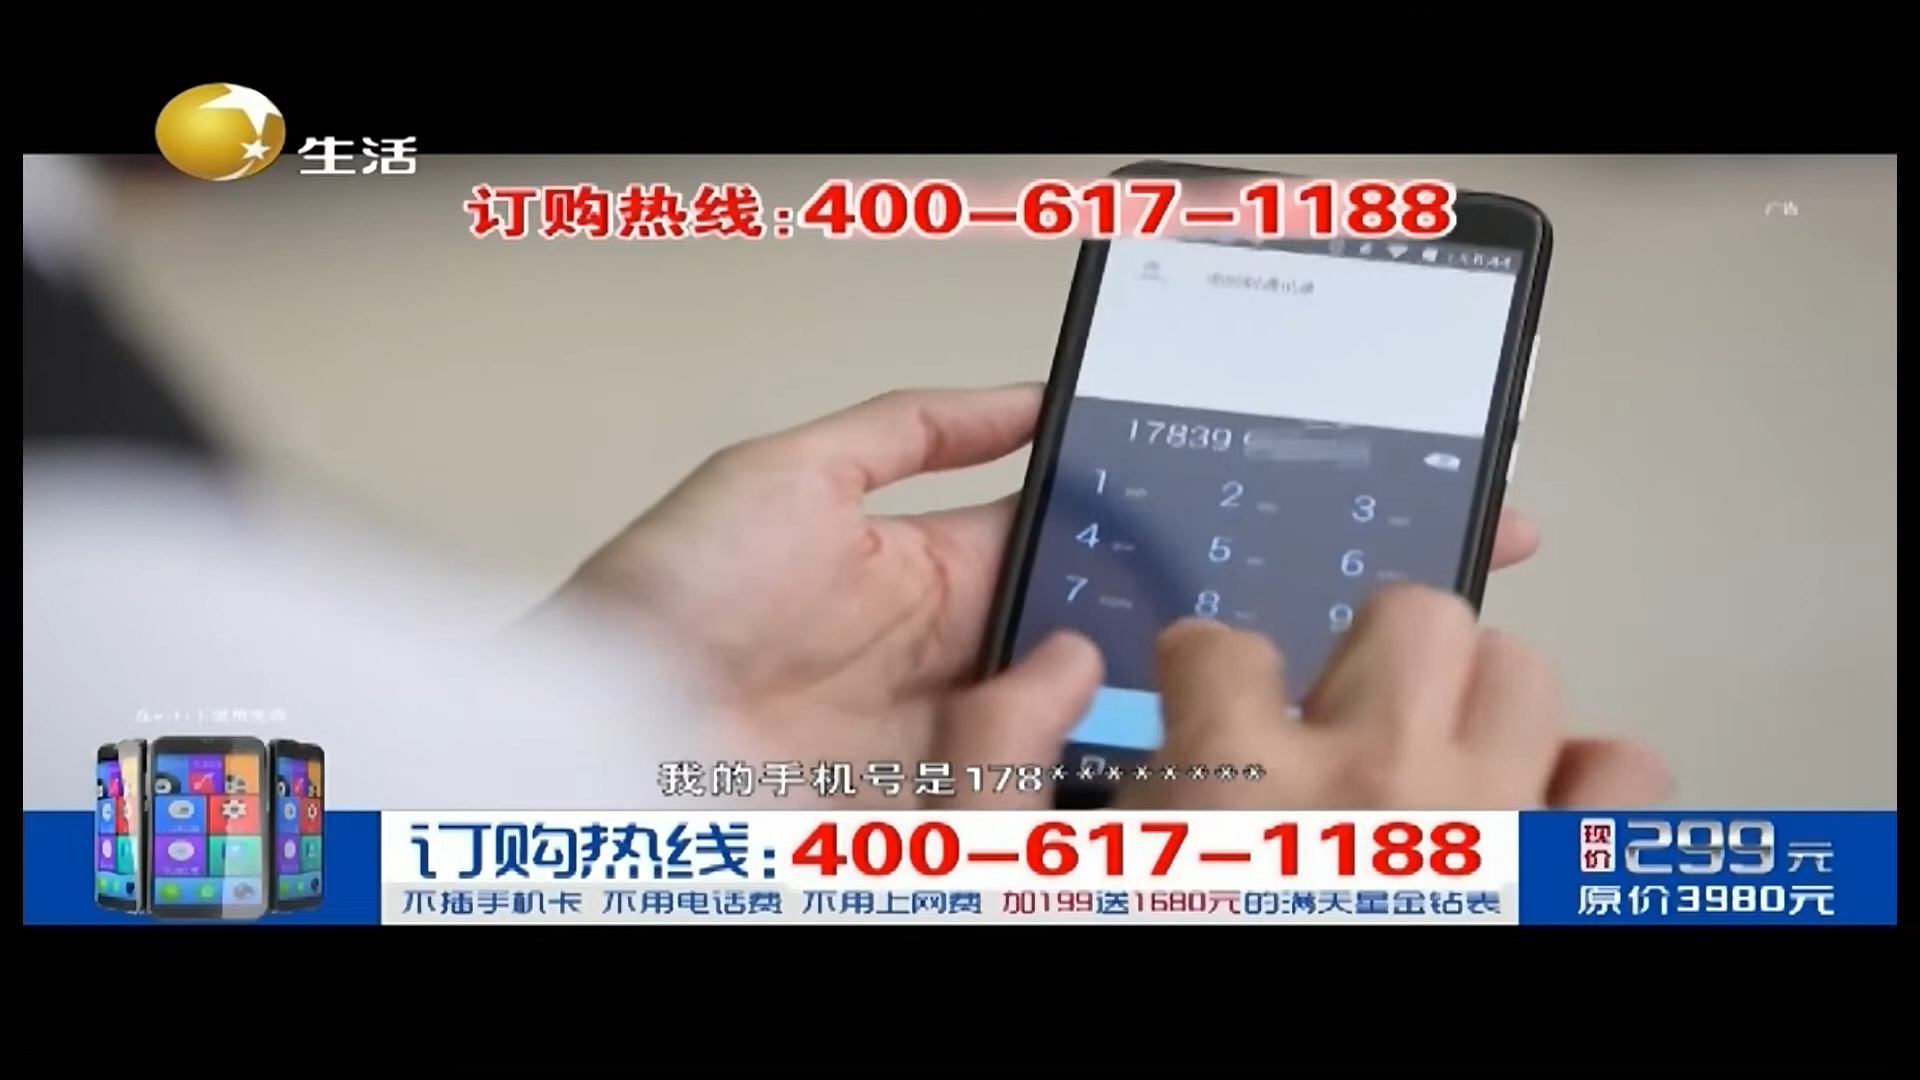 生活
订购热线:400-617-1188
广告
17839
1 2 3
4 5 6
7 8 9
我的手机号是178********
订购热线:400-617-1188
不插手机卡 不用电话费 不用上网费 加199送1680元的满天星金钻表
现价 299元
原价3980元